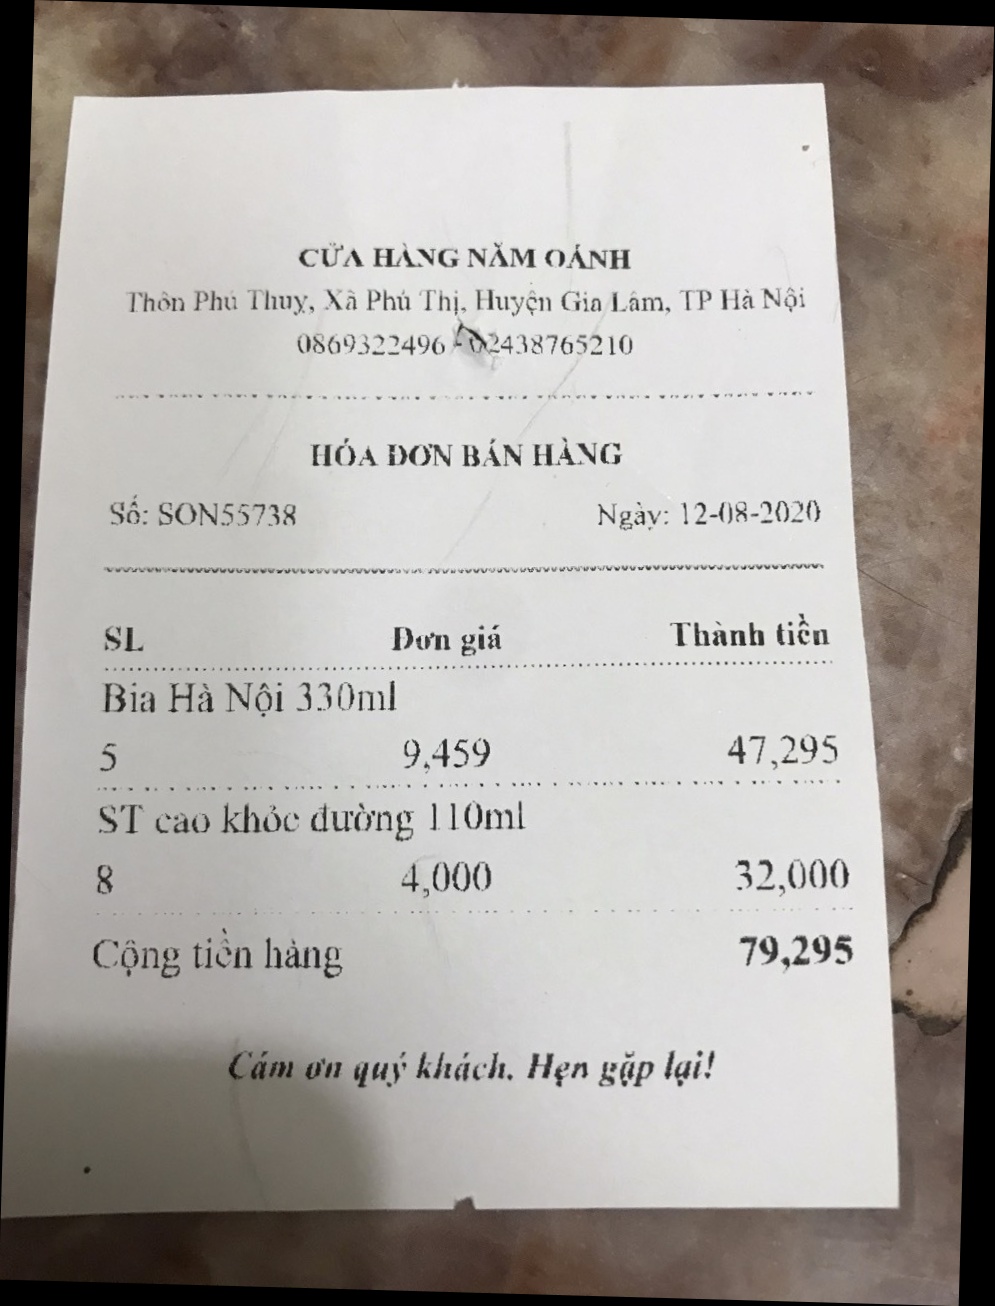 CỬA HÀNG NĂM OÁNH
Thôn Phú Thuỵ, Xã Phú Thị, Huyện Gia Lâm, TP Hà Nội
0869322496 - 02438765210
HÓA ĐƠN BÁN HÀNG
Số: SON55738 Ngày: 12-08-2020
SL Đơn giá Thành tiền
Bia Hà Nội 330ml
5 9,459 47,295
ST cao khỏe đường 110ml
8 4,000 32,000
Cộng tiền hàng 79,295
Cám ơn quý khách. Hẹn gặp lại!